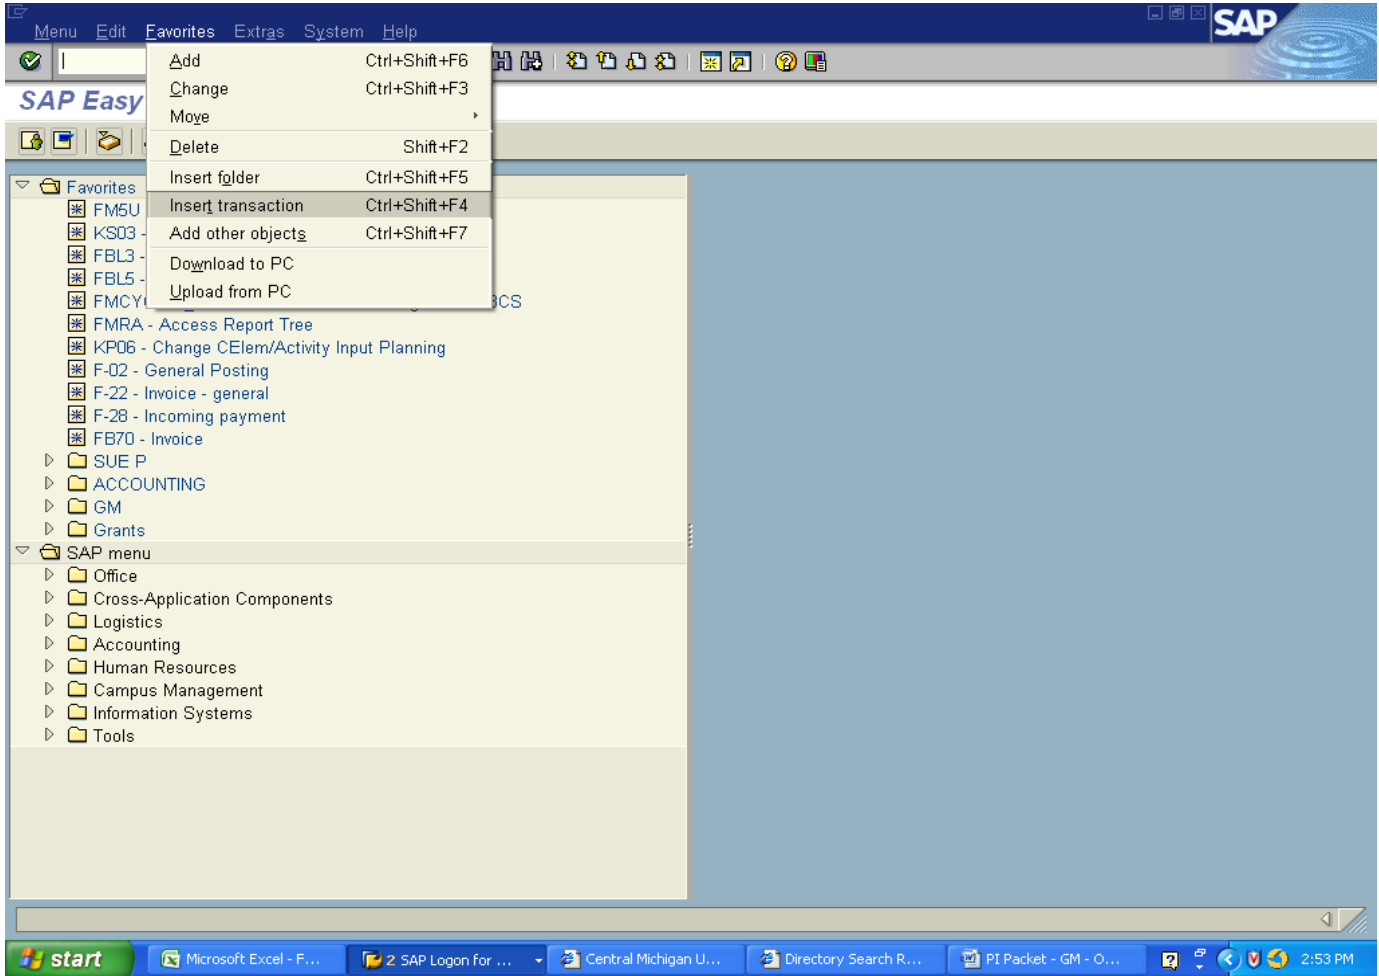 Menu Edit Favorites Extras System Help
SAP
Add Ctrl+Shift+F6
Change Ctrl+Shift+F3
SAP Easy
Move
Delete Shift+F2
Insert folder Ctrl+Shift+F5
Favorites
Insert transaction Ctrl+Shift+F4
FM5U
Add other objects Ctrl+Shift+F7
KS03 -
FBL3 -
Download to PC
FBL5 -
Upload from PC
FMCY
FMRA - Access Report Tree
KP06 - Change CElem/Activity Input Planning
F-02 - General Posting
F-22 - Invoice - general
F-28 - Incoming payment
FB70 - Invoice
SUE P
ACCOUNTING
GM
Grants
SAP menu
Office
Cross-Application Components
Logistics
Accounting
Human Resources
Campus Management
Information Systems
Tools
start Microsoft Excel - F... 2 SAP Logon for ... Central Michigan U... Directory Search R... PI Packet - GM - O... 2:53 PM